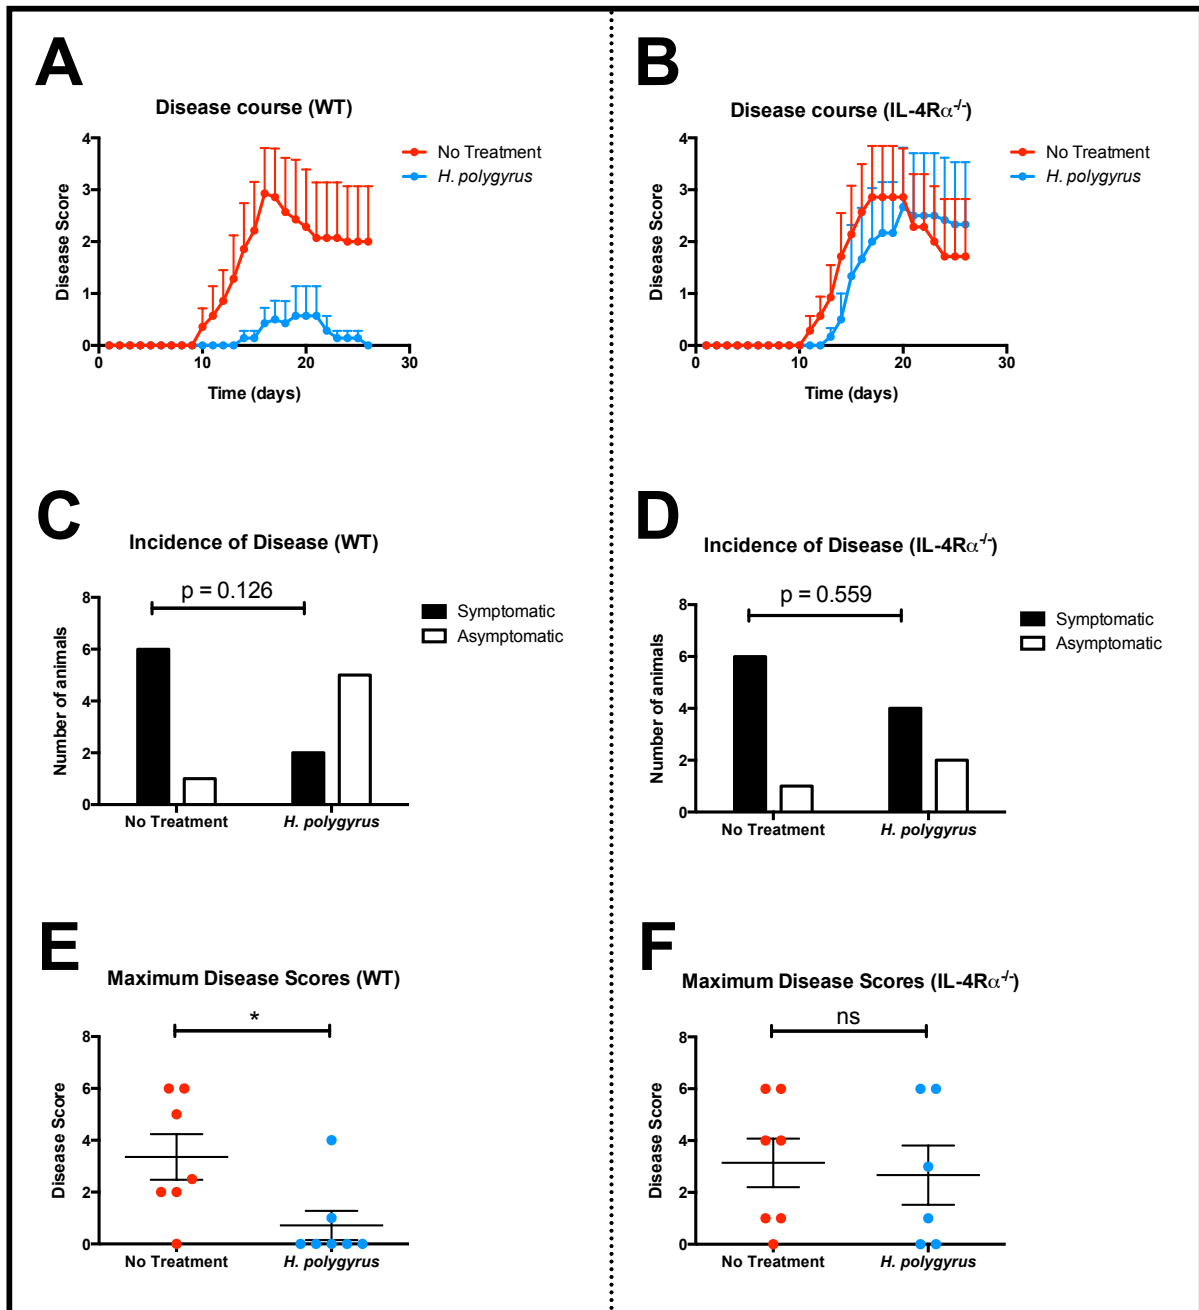 A
Disease course (WT)
4
3
2
1
0
Disease Score
0
10
20
30
Time (days)
No Treatment
H. polygyrus
B
Disease course (IL-4Rα-/-)
4
3
2
1
0
Disease Score
0
10
20
30
Time (days)
No Treatment
H. polygyrus
C
Incidence of Disease (WT)
p = 0.126
8
6
4
2
0
Number of animals
No Treatment
H. polygyrus
Symptomatic
Asymptomatic
D
Incidence of Disease (IL-4Rα-/-)
p = 0.559
8
6
4
2
0
Number of animals
No Treatment
H. polygyrus
Symptomatic
Asymptomatic
E
Maximum Disease Scores (WT)
*
8
6
4
2
0
Disease Score
No Treatment
H. polygyrus
F
Maximum Disease Scores (IL-4Rα-/-)
ns
8
6
4
2
0
Disease Score
No Treatment
H. polygyrus